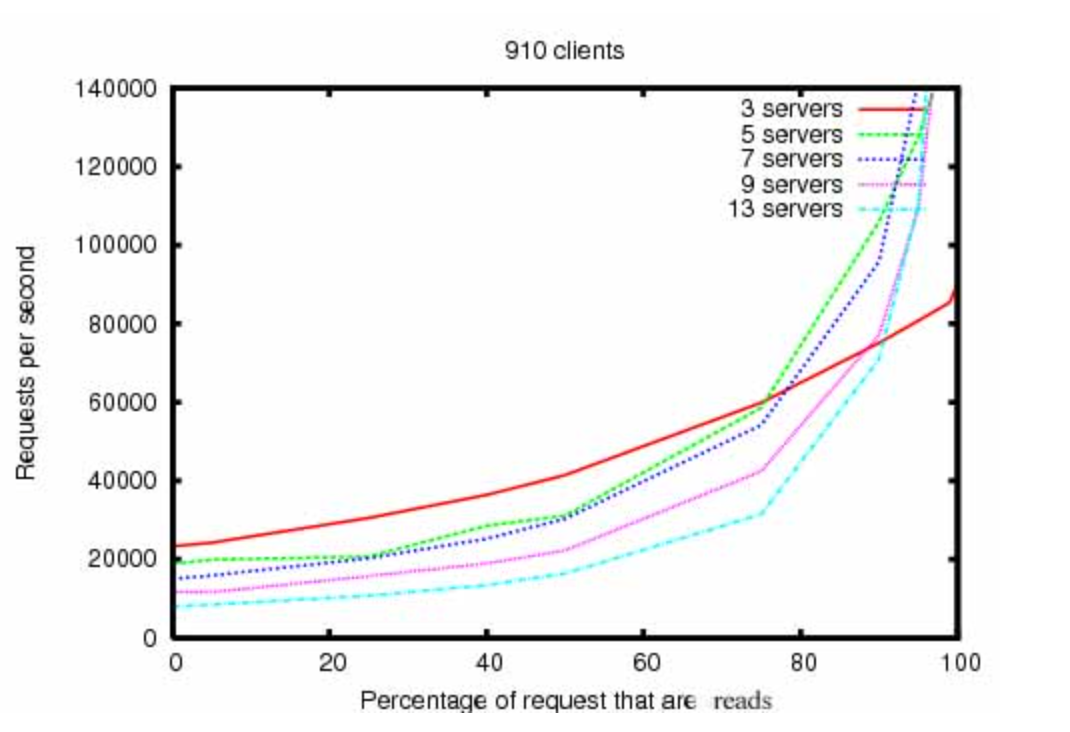 910 clients
140000
120000
100000
80000
60000
40000
20000
0
3 servers
5 servers
7 servers
9 servers
13 servers
Requests per second
0 20 40 60 80 100
Percentage of request that are reads